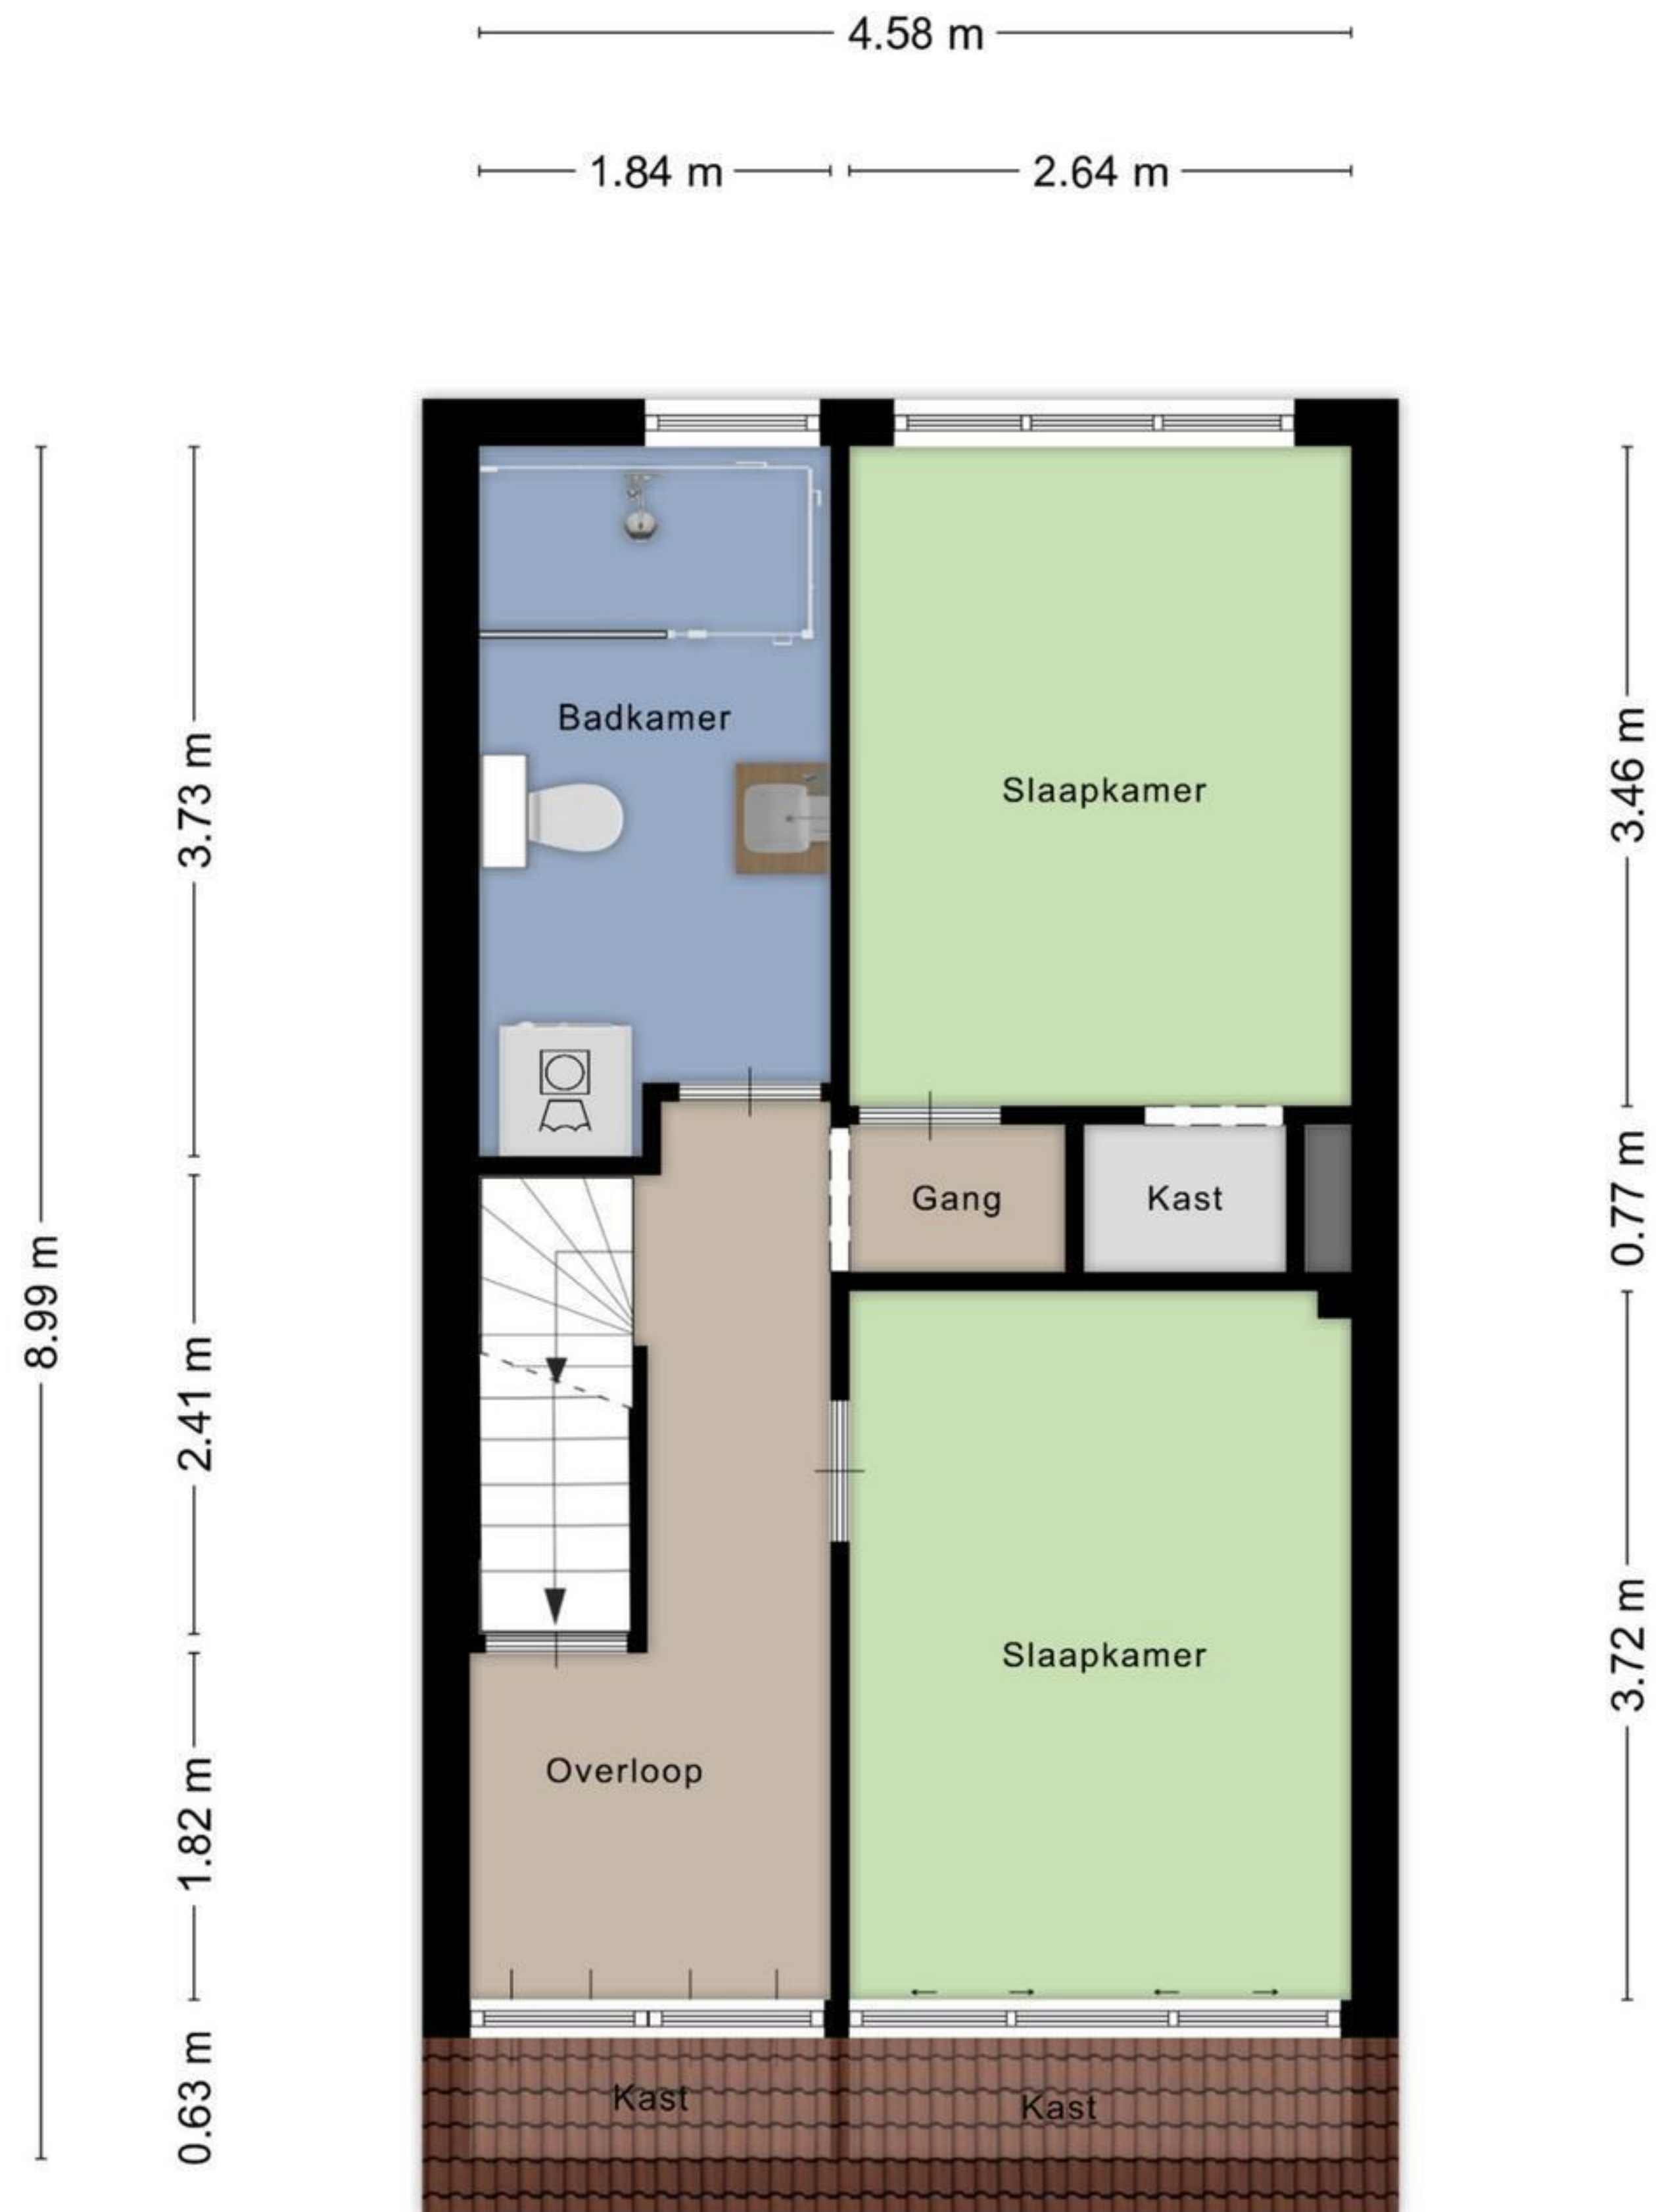 4.58 m
1.84 m
2.64 m
Badkamer
3.73 m
3.46 m
Slaapkamer
Gang
Kast
0.77 m
8.99 m
2.41 m
3.72 m
Slaapkamer
Overloop
1.82 m
0.63 m
Kast
Kast